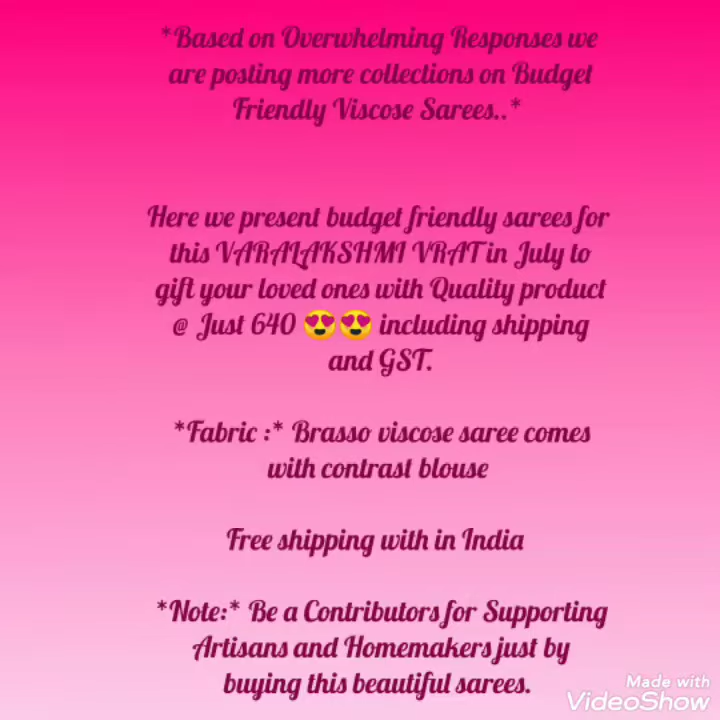 *Based on Overwhelming Responses we
are posting more collections on Budget
Friendly Viscose Sarees..*
Here we present budget friendly sarees for
this VARALAKSHMI VRAT in July to
gift your loved ones with Quality product
@ Just 640 😍😍 including shipping
and GST.
*Fabric :* Brasso viscose saree comes
with contrast blouse
Free shipping with in India
*Note:* Be a Contributors for Supporting
Artisans and Homemakers just by
buying this beautiful sarees.
Made with
VideoShow